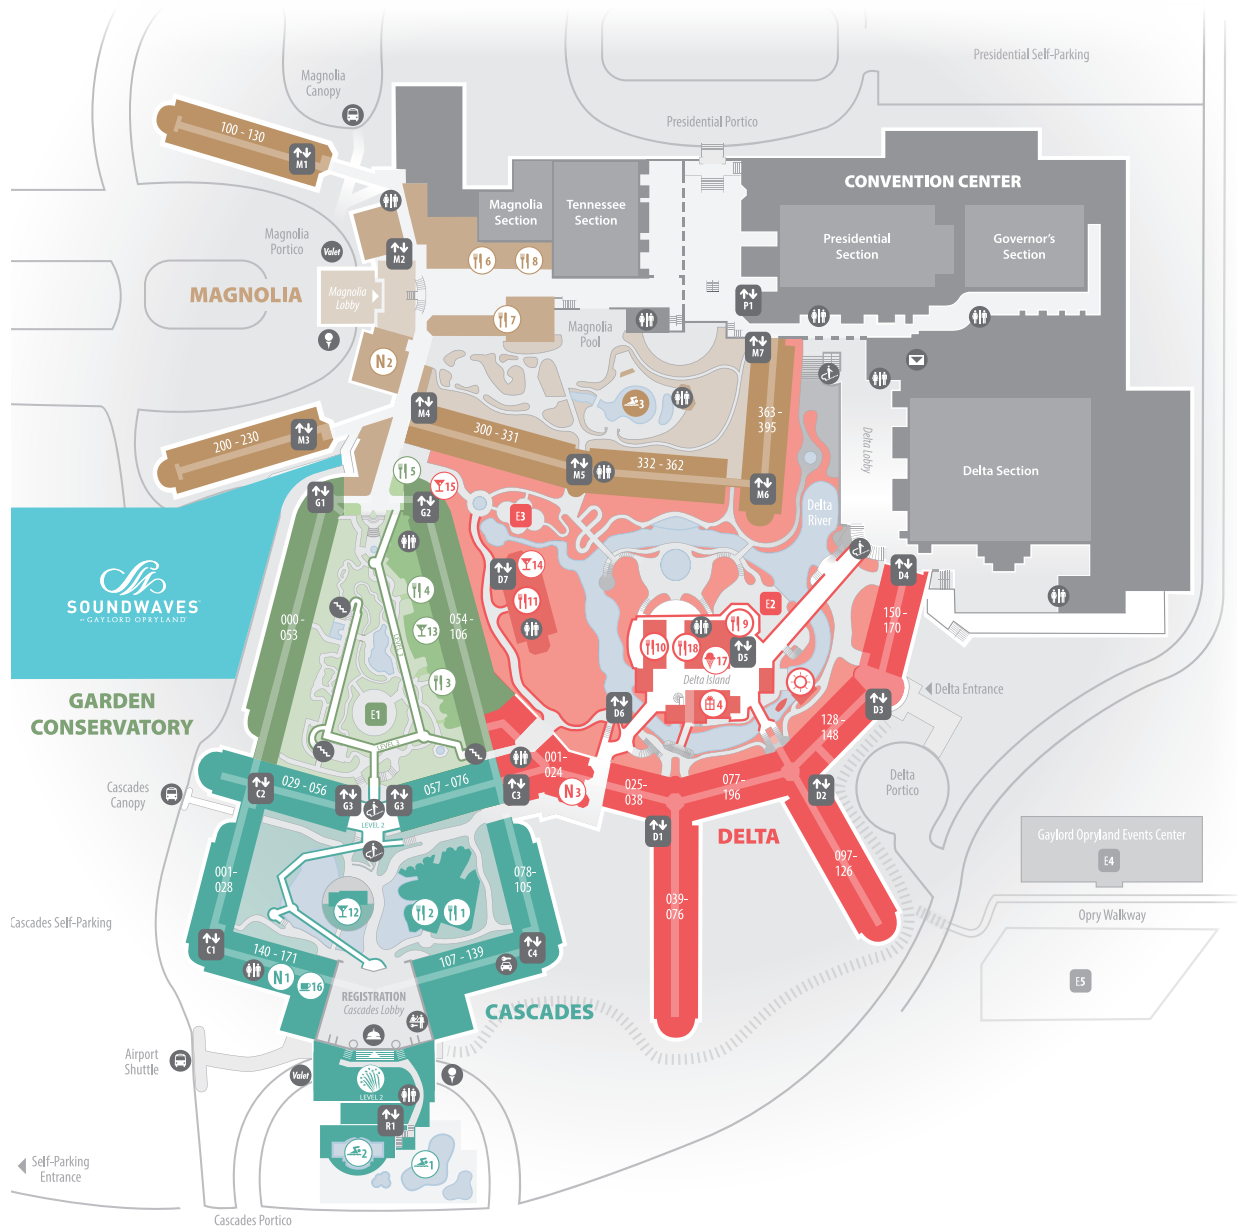 Presidential Self-Parking
Magnolia
Canopy
Presidential Portico
100 - 130
M1
CONVENTION CENTER
Magnolia
Section
Tennessee
Section
Presidential
Section
Governor's
Section
Magnolia
Portico
Valet
M2
6
8
MAGNOLIA
Magnolia
Lobby
P1
7
Magnolia
Pool
M7
N2
M4
3
363-
395
200 - 230
M3
300 - 331
332 - 362
M5
M6
Delta Lobby
Delta Section
5
15
G1
G2
E3
Delta
River
SOUNDWAVES
AT GAYLORD OPRYLAND
D7
14
11
4
13
3
000-
053
054-
106
LEVEL 3
D4
150-
170
E2
9
10
18
17
D5
Delta Island
4
GARDEN
CONSERVATORY
E1
LEVEL 3
D6
Delta Entrance
D3
128-
148
Cascades
Canopy
C2
029 - 056
G3
G3
057 - 076
C3
001-
024
N3
025-
038
077-
196
D2
Delta
Portico
LEVEL 2
D1
DELTA
Gaylord Opryland Events Center
E4
001-
028
078-
105
097-
126
039-
076
12
2
1
Opry Walkway
Cascades Self-Parking
C1
140 - 171
107 - 139
C4
N1
16
E5
REGISTRATION
Cascades Lobby
CASCADES
Airport
Shuttle
Valet
LEVEL 2
R1
2
1
Self-Parking
Entrance
Cascades Portico